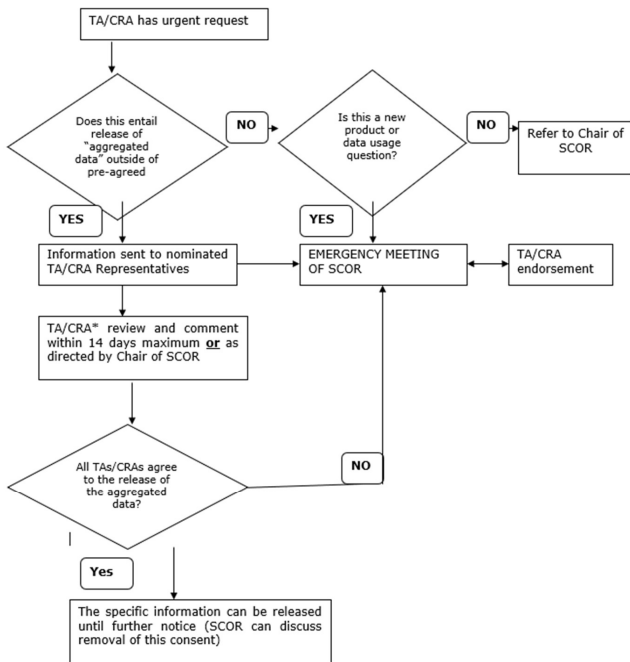 TA/CRA has urgent request
Does this entail
release of
"aggregated
data" outside of
pre-agreed
NO
Is this a new
product or
data usage
question?
NO
Refer to Chair of
SCOR
YES
YES
Information sent to nominated
TA/CRA Representatives
EMERGENCY MEETING
OF SCOR
TA/CRA
endorsement
TA/CRA* review and comment
within 14 days maximum or as
directed by Chair of SCOR
All TAs/CRAs agree
to the release of
the aggregated
data?
NO
Yes
The specific information can be released
until further notice (SCOR can discuss
removal of this consent)